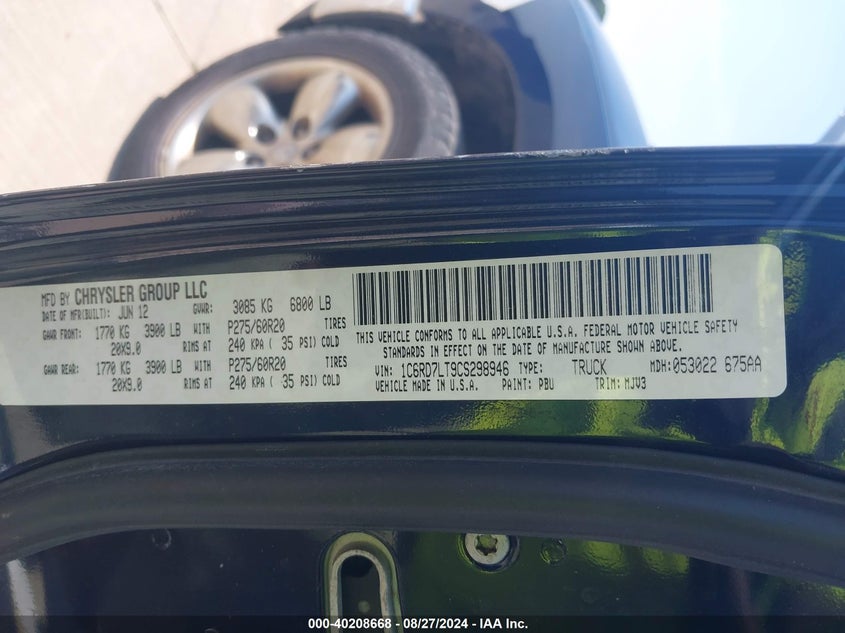 MFD BY CHRYSLER GROUP LLC
DATE OF MFR(BUILT): JUN 12 GVWR: 3085 KG 6800 LB
GAWR FRONT: 1770 KG 3900 LB WITH P275/60R20 TIRES
20X9.0 RIMS AT 240 KPA ( 35 PSI) COLD
GAWR REAR: 1770 KG 3900 LB WITH P275/60R20 TIRES
20X9.0 RIMS AT 240 KPA ( 35 PSI) COLD
THIS VEHICLE CONFORMS TO ALL APPLICABLE U.S.A. FEDERAL MOTOR VEHICLE SAFETY
STANDARDS IN EFFECT ON THE DATE OF MANUFACTURE SHOWN ABOVE.
VIN: 1C6RD7LT9CS298946 TYPE: TRUCK MDH: 053022 675AA
VEHICLE MADE IN U.S.A. PAINT: PBU TRIM: MJV3
000-40208668 - 08/27/2024 - IAA Inc.